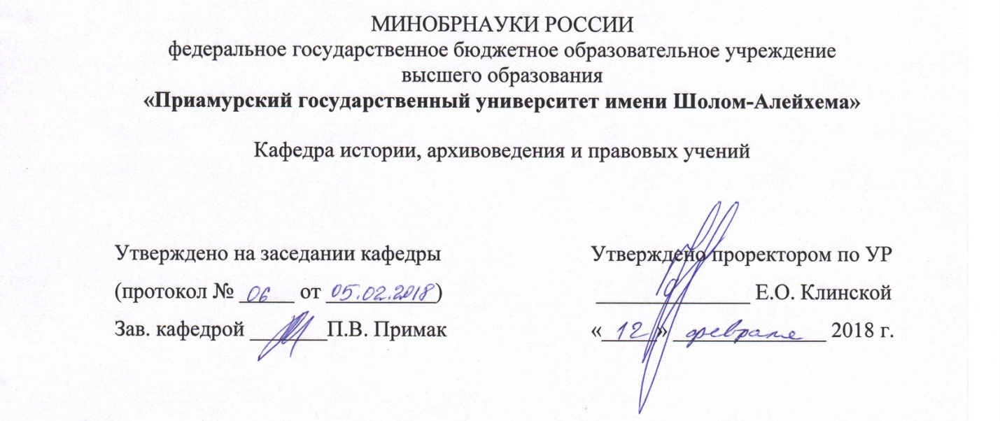 МИНОБРНАУКИ РОССИИ
федеральное государственное бюджетное образовательное учреждение
высшего образования
«Приамурский государственный университет имени Шолом-Алейхема»
Кафедра истории, архивоведения и правовых учений
Утверждено на заседании кафедры
(протокол № 06 от 05.02.2018)
Зав. кафедрой ________П.В. Примак
Утверждено проректором по УР
______________ Е.О. Клинской
«12» февраля 2018 г.